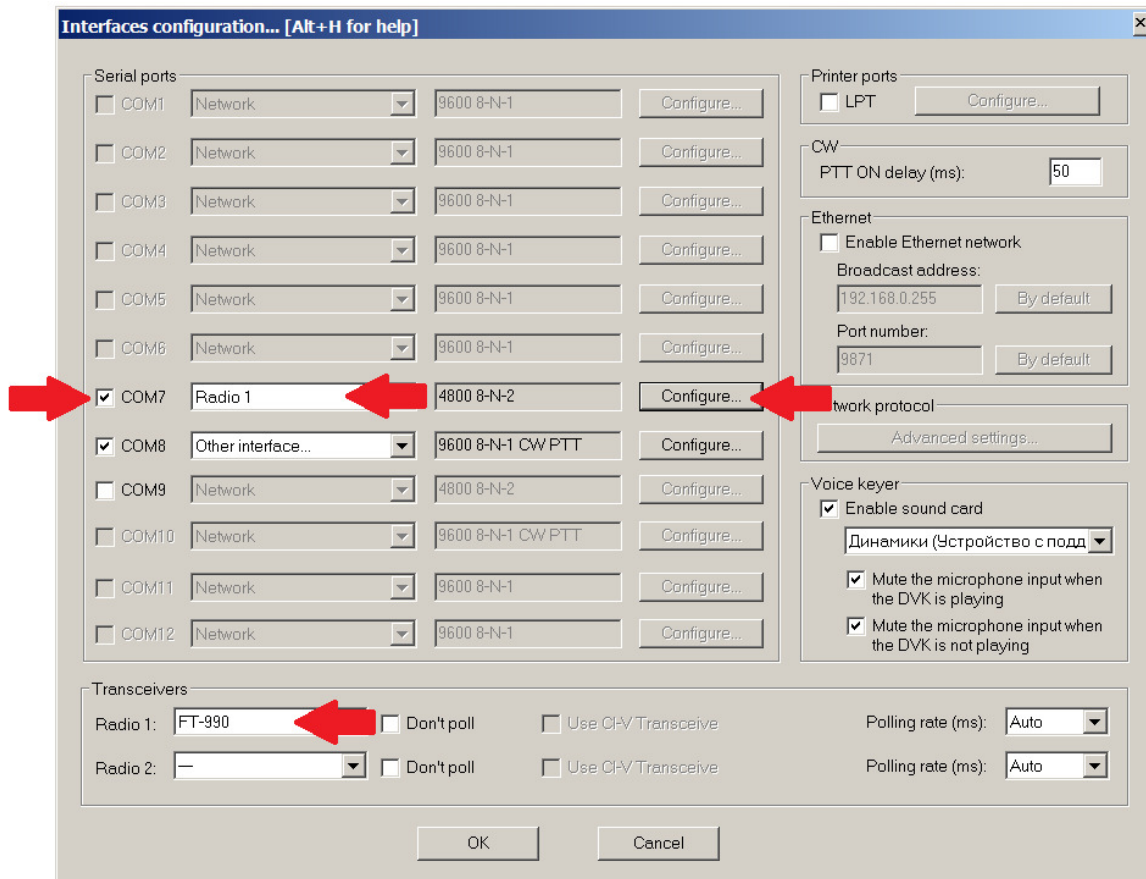 Interfaces configuration... [Alt+H for help]
Serial ports
COM1 Network 9600 8-N-1 Configure...
COM2 Network 9600 8-N-1 Configure...
COM3 Network 9600 8-N-1 Configure...
COM4 Network 9600 8-N-1 Configure...
COM5 Network 9600 8-N-1 Configure...
COM6 Network 9600 8-N-1 Configure...
COM7 Radio 1 4800 8-N-2 Configure...
COM8 Other interface... 9600 8-N-1 CW PTT Configure...
COM9 Network 4800 8-N-2 Configure...
COM10 Network 9600 8-N-1 CW PTT Configure...
COM11 Network 9600 8-N-1 Configure...
COM12 Network 9600 8-N-1 Configure...
Printer ports
LPT Configure...
CW
PTT ON delay (ms): 50
Ethernet
Enable Ethernet network
Broadcast address:
192.168.0.255 By default
Port number:
9871 By default
twork protocol
Advanced settings...
Voice keyer
Enable sound card
Динамики (Устройство с подд
Mute the microphone input when
the DVK is playing
Mute the microphone input when
the DVK is not playing
Transceivers
Radio 1: FT-990 Don't poll Use CI-V Transceive Polling rate (ms): Auto
Radio 2: — Don't poll Use CI-V Transceive Polling rate (ms): Auto
OK Cancel